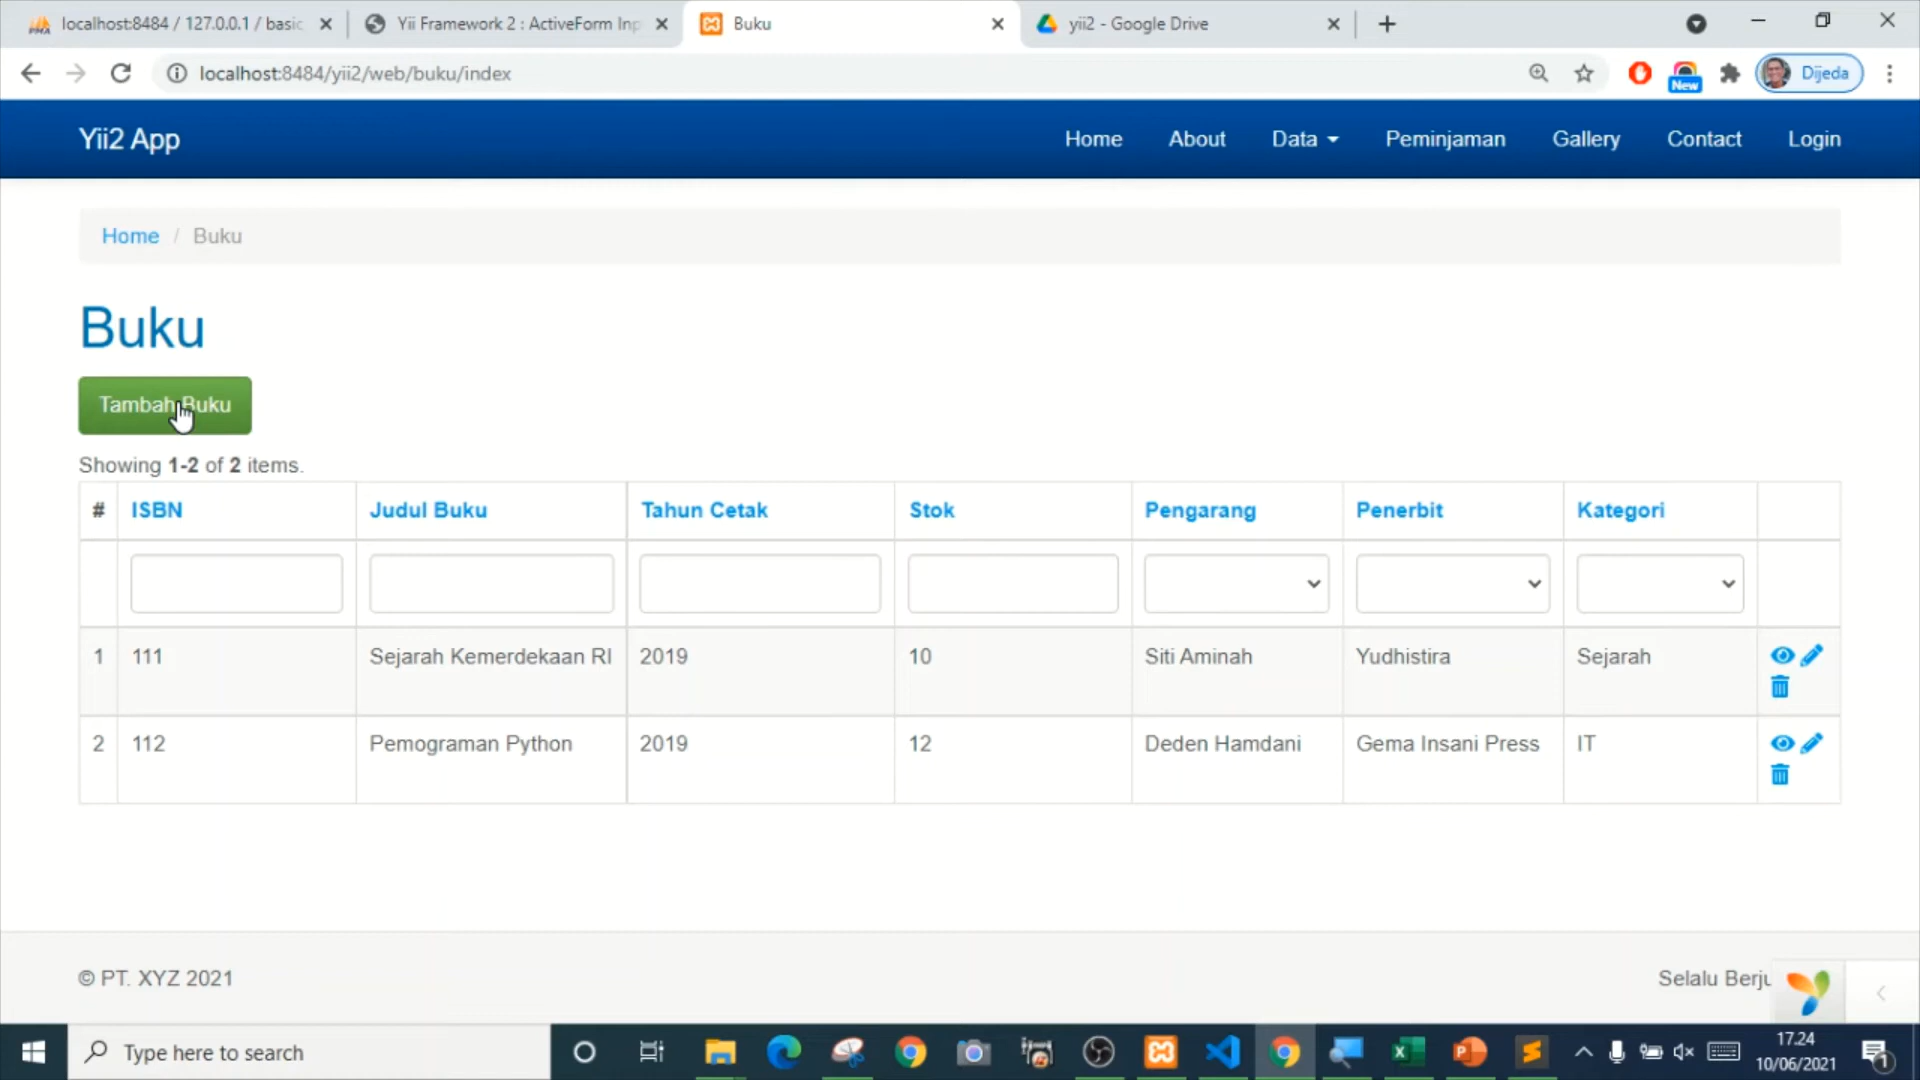 localhost:8484 / 127.0.0.1 / basic
Yii Framework 2 : ActiveForm Inp
Buku
yii2 - Google Drive
localhost:8484/yii2/web/buku/index
New
Dijeda
Yii2 App
Home
About
Data
Peminjaman
Gallery
Contact
Login
Home / Buku
Buku
Tambah Buku
Showing 1-2 of 2 items.
# ISBN Judul Buku Tahun Cetak Stok Pengarang Penerbit Kategori
1 111 Sejarah Kemerdekaan RI 2019 10 Siti Aminah Yudhistira Sejarah
2 112 Pemograman Python 2019 12 Deden Hamdani Gema Insani Press IT
© PT. XYZ 2021
Selalu Berju
Type here to search
17.24
10/06/2021
1